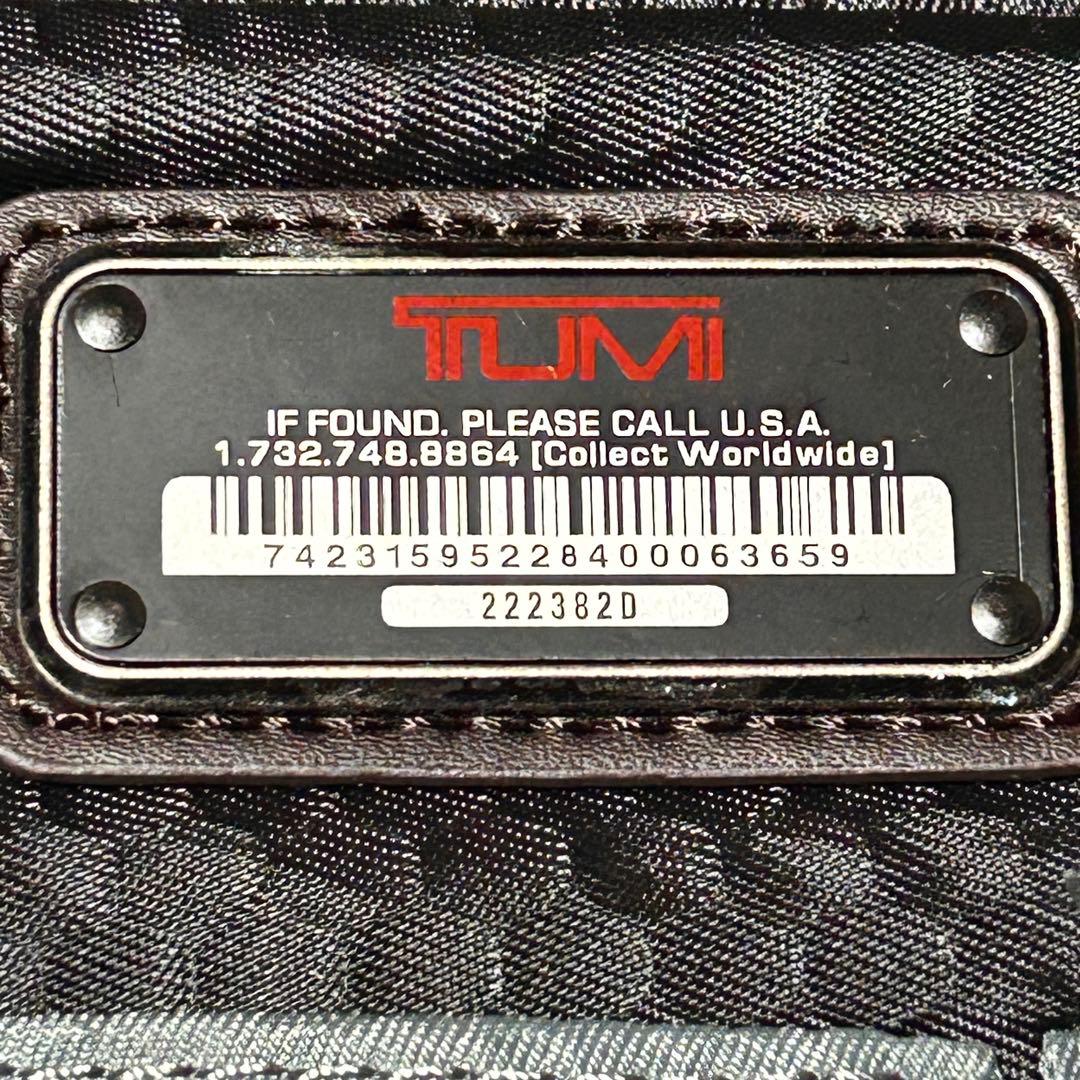 TUMI
IF FOUND. PLEASE CALL U.S.A.
1.732.748.8864 [Collect Worldwide]
74231595228400063659
222382D